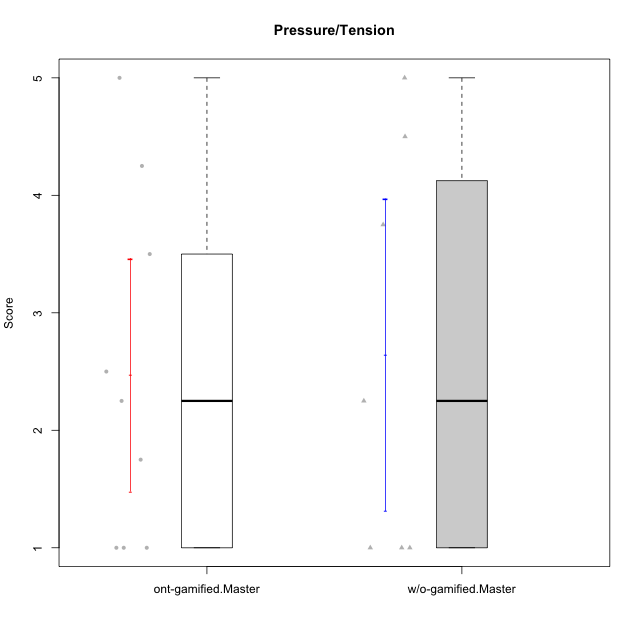 Pressure/Tension
5
4
3
2
1
Score
ont-gamified.Master
w/o-gamified.Master